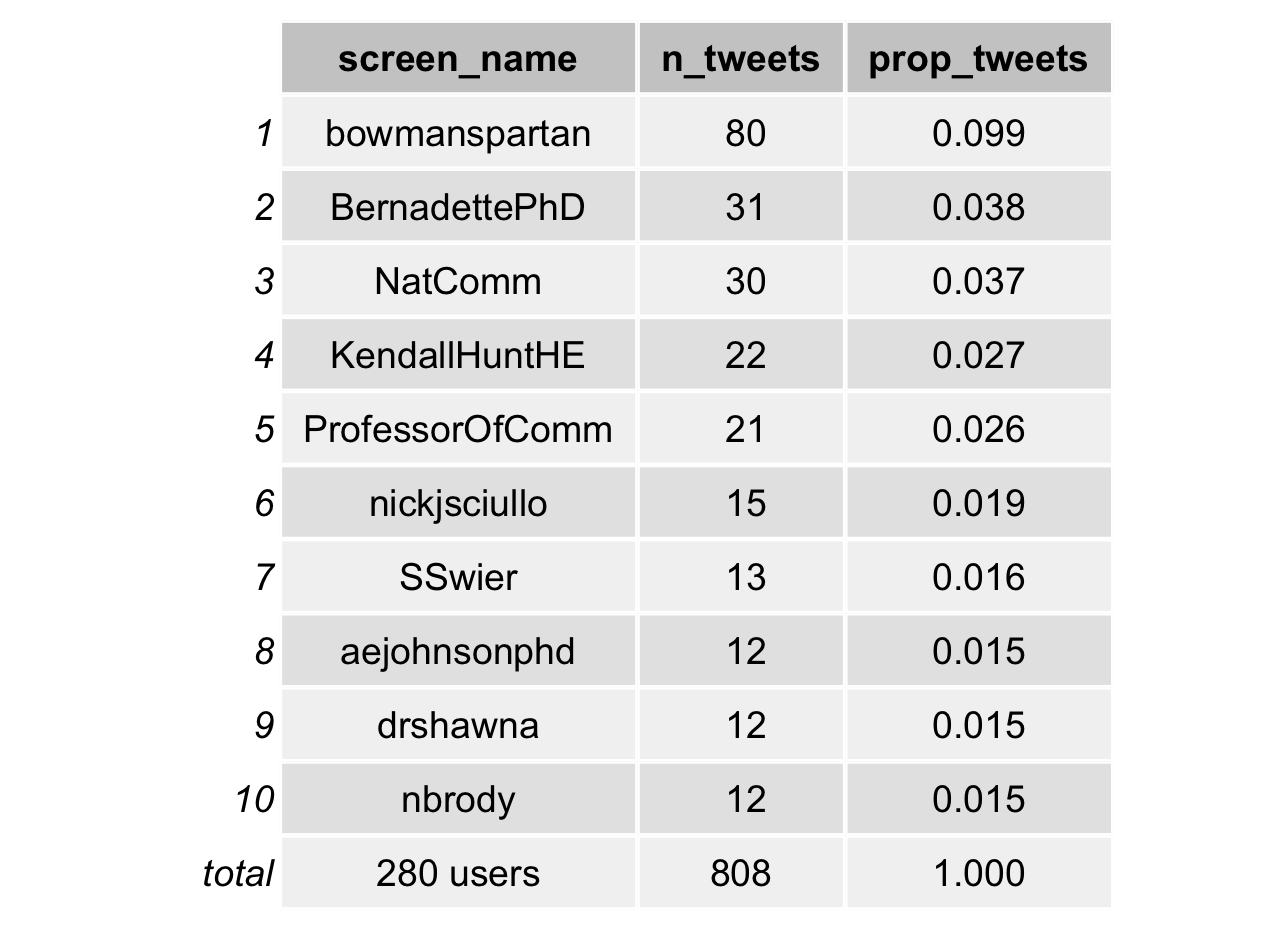 screen_name n_tweets prop_tweets
1 bowmanspartan 80 0.099
2 BernadettePhD 31 0.038
3 NatComm 30 0.037
4 KendallHuntHE 22 0.027
5 ProfessorOfComm 21 0.026
6 nickjsciullo 15 0.019
7 SSwier 13 0.016
8 aejohnsonphd 12 0.015
9 drshawna 12 0.015
10 nbrody 12 0.015
total 280 users 808 1.000